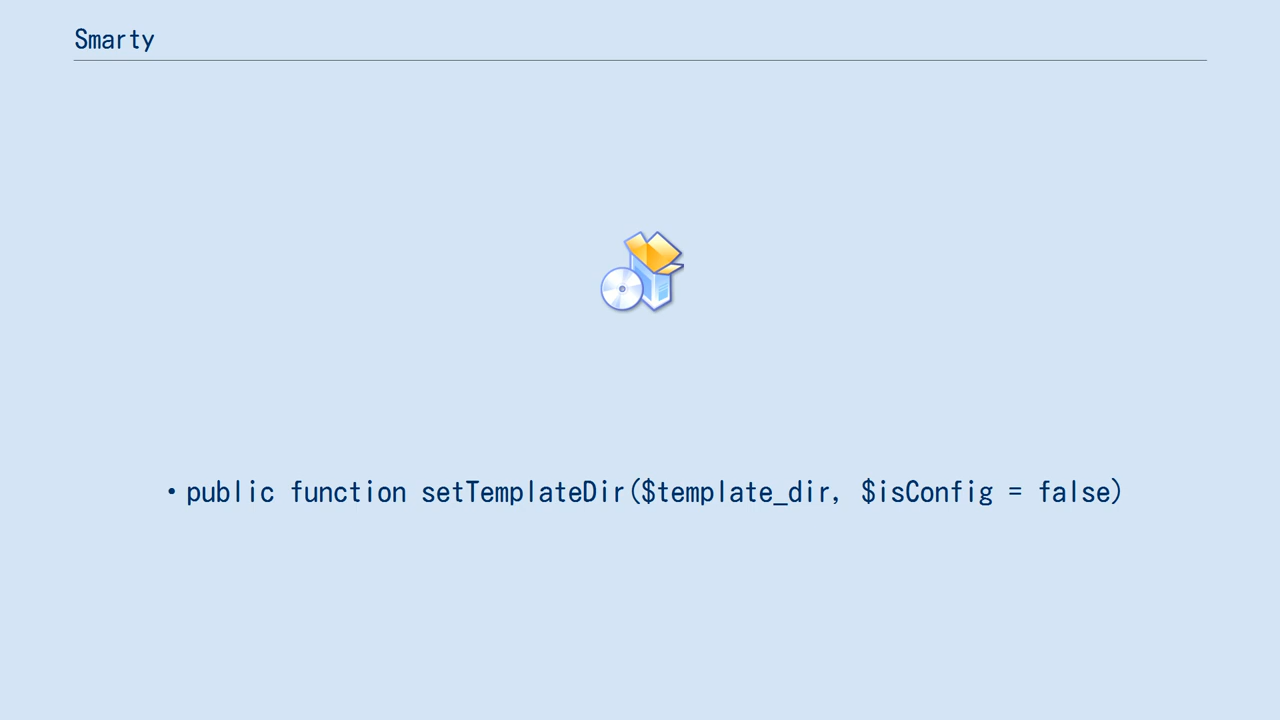 Smarty
・public function setTemplateDir($template_dir, $isConfig = false)